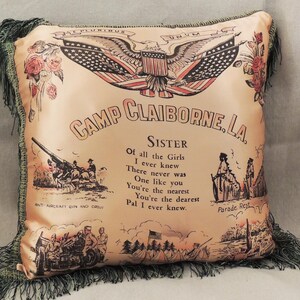 E PLURIBUS UNUM
CAMP CLAIBORNE, LA.
SISTER
Of all the Girls
I ever knew
There never was
One like you
You're the nearest
You're the dearest
Pal I ever knew.
ANTI-AIRCRAFT GUN AND CREW
Parade Rest